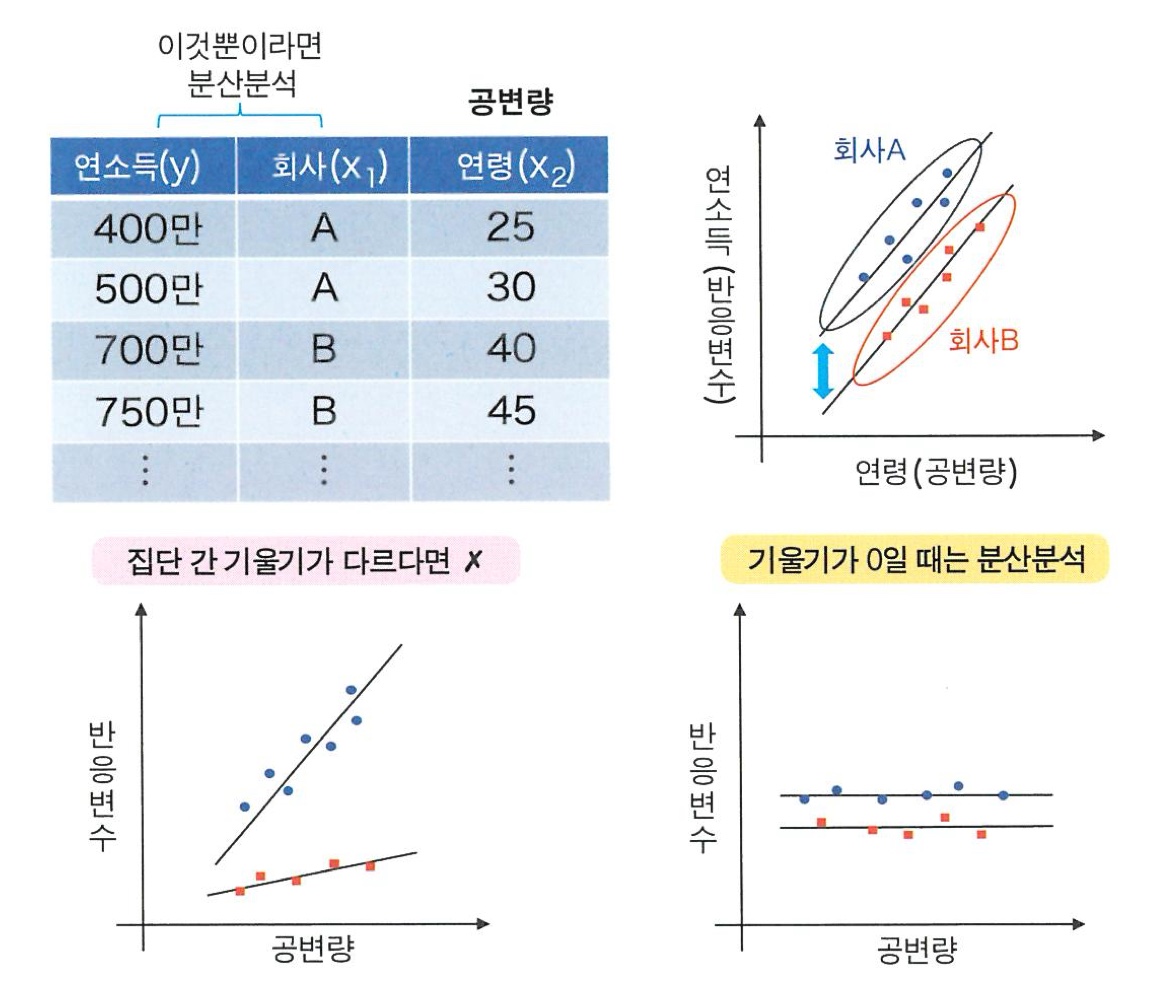 이것뿐이라면
분산분석
공변량
연소득(y) 회사(x1) 연령(x2)
400만 A 25
500만 A 30
700만 B 40
750만 B 45
⋮ ⋮ ⋮
회사A
회사B
연소득(반응변수)
연령(공변량)
집단 간 기울기가 다르다면 ✗
반응변수
공변량
기울기가 0일 때는 분산분석
반응변수
공변량